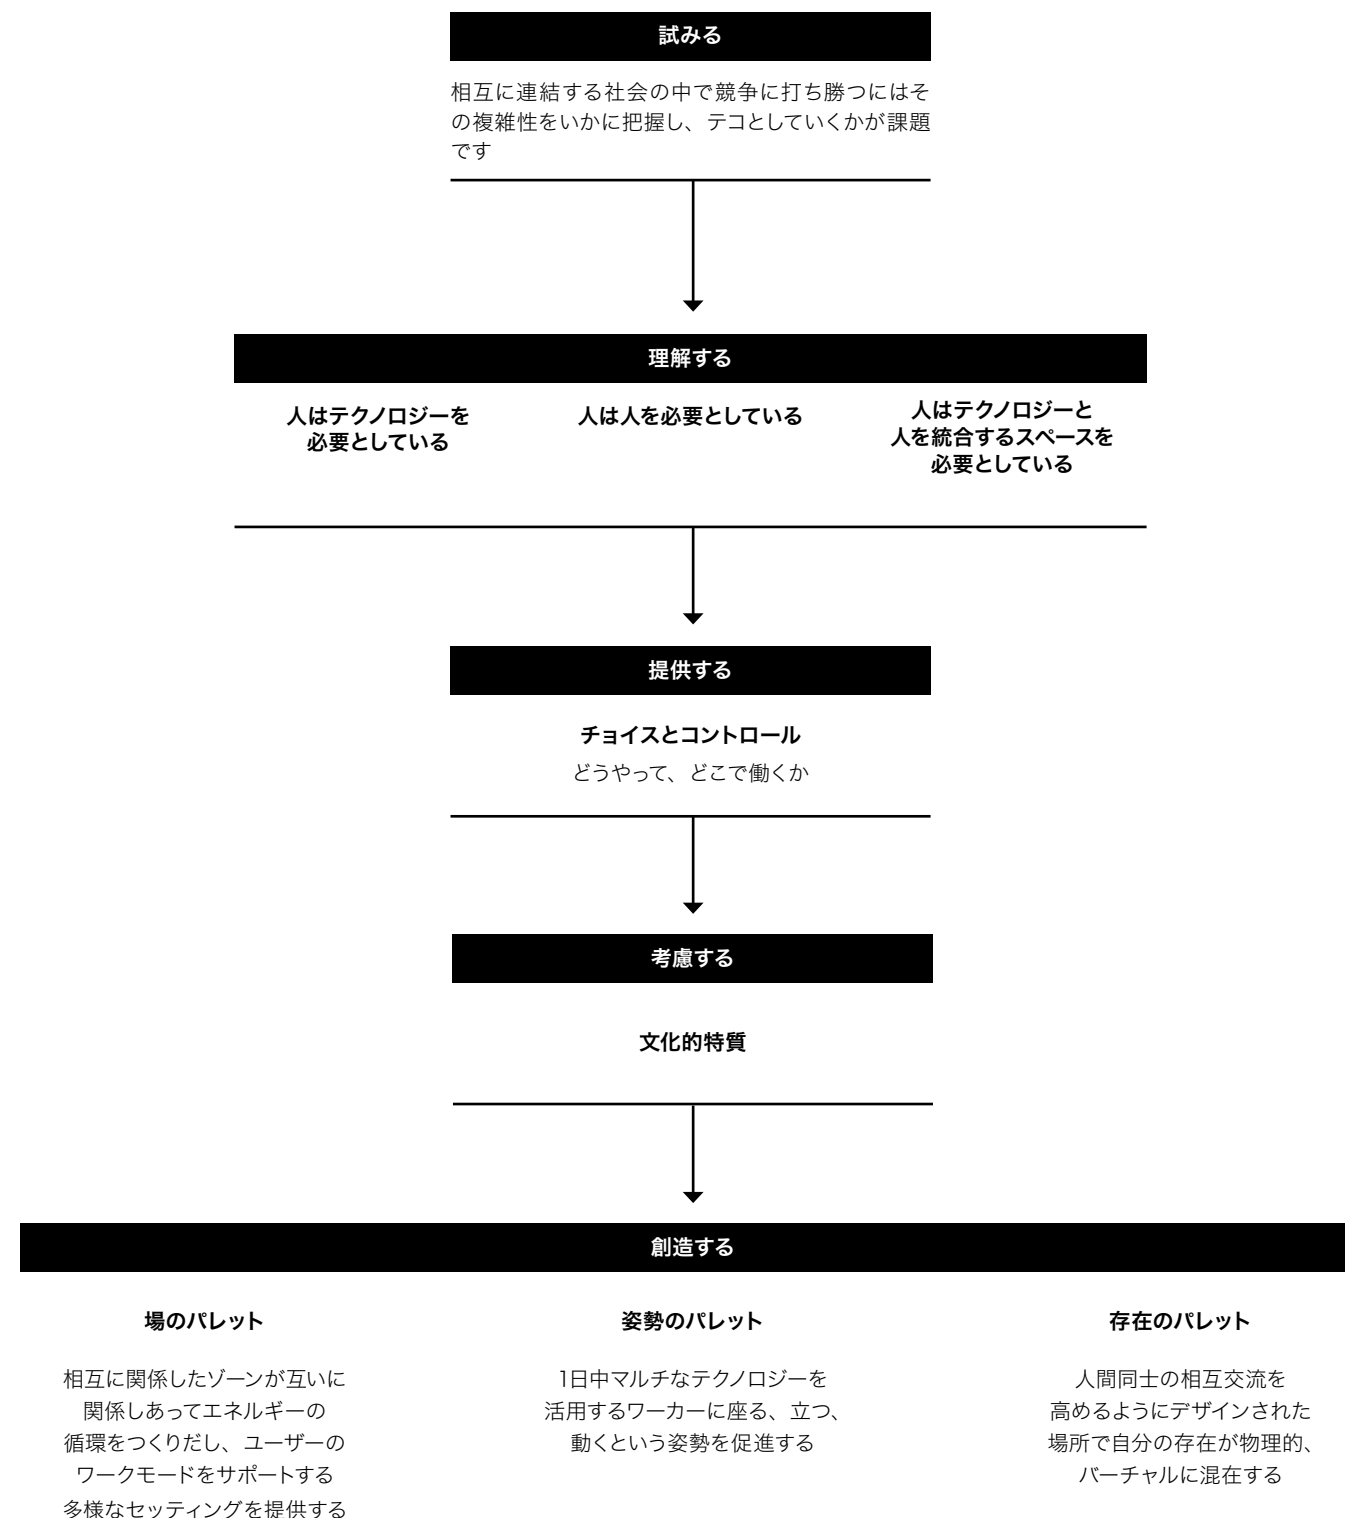 試みる
相互に連結する社会の中で競争に打ち勝つにはそ
の複雑性をいかに把握し、テコとしていくかが課題
です
理解する
人はテクノロジーを
必要としている
人は人を必要としている
人はテクノロジーと
人を統合するスペースを
必要としている
提供する
チョイスとコントロール
どうやって、どこで働くか
考慮する
文化的特質
創造する
場のパレット
相互に関係したゾーンが互いに
関係しあってエネルギーの
循環をつくりだし、ユーザーの
ワークモードをサポートする
多様なセッティングを提供する
姿勢のパレット
1日中マルチなテクノロジーを
活用するワーカーに座る、立つ、
動くという姿勢を促進する
存在のパレット
人間同士の相互交流を
高めるようにデザインされた
場所で自分の存在が物理的、
バーチャルに混在する